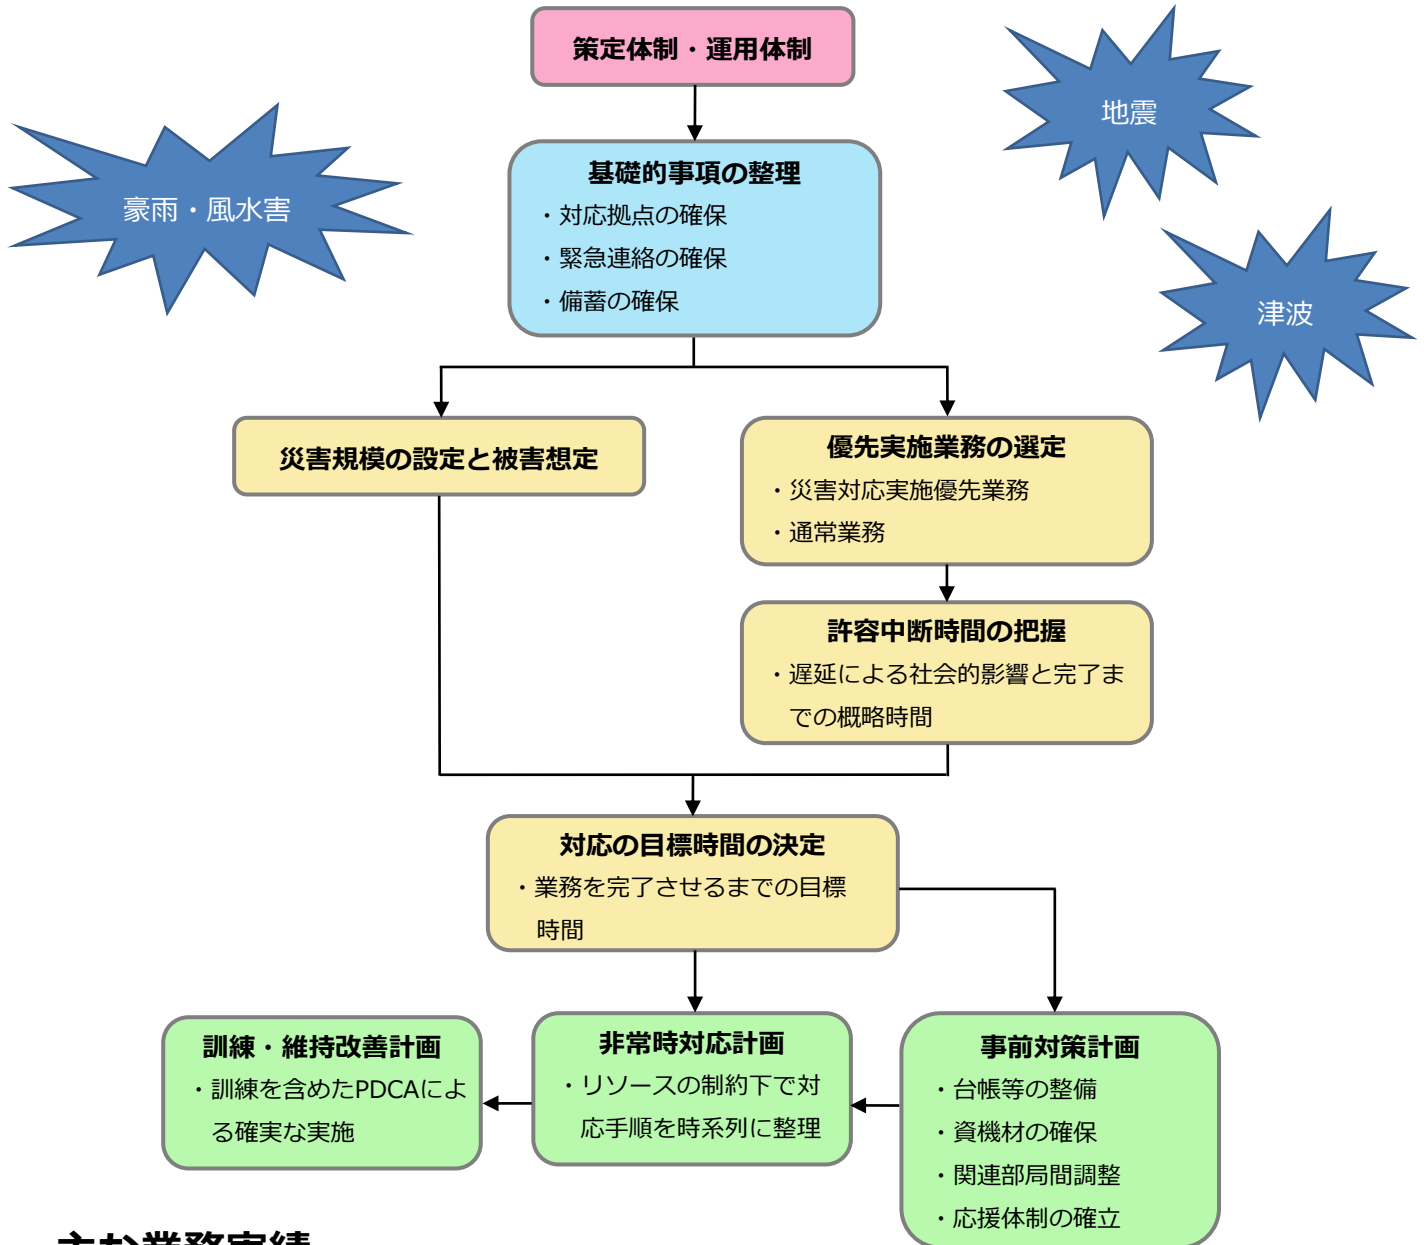 策定体制・運用体制
地震
豪雨・風水害
基礎的事項の整理
・対応拠点の確保
・緊急連絡の確保
・備蓄の確保
津波
災害規模の設定と被害想定
優先実施業務の選定
・災害対応実施優先業務
・通常業務
許容中断時間の把握
・遅延による社会的影響と完了ま
での概略時間
対応の目標時間の決定
・業務を完了させるまでの目標
時間
訓練・維持改善計画
・訓練を含めたPDCAによ
る確実な実施
非常時対応計画
・リソースの制約下で対
応手順を時系列に整理
事前対策計画
・台帳等の整備
・資機材の確保
・関連部局間調整
・応援体制の確立
主な業務実績